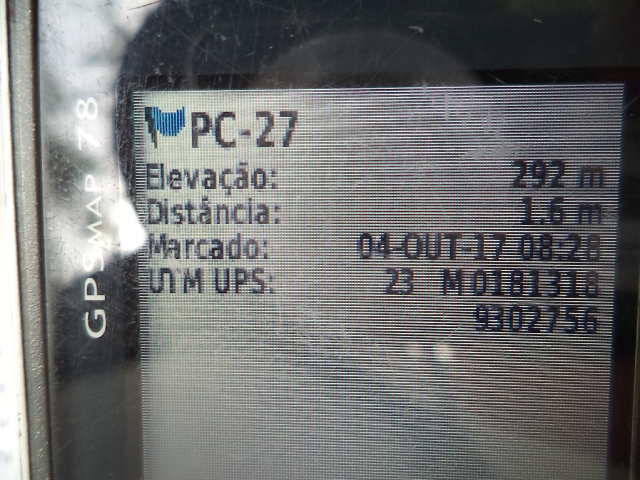 GPSMAP 78
PC-27
Elevação: 292 m
Distância: 1.6 m
Marcado: 04-OUT-17 08:28
UTM UPS: 23 M 0181318
9302756